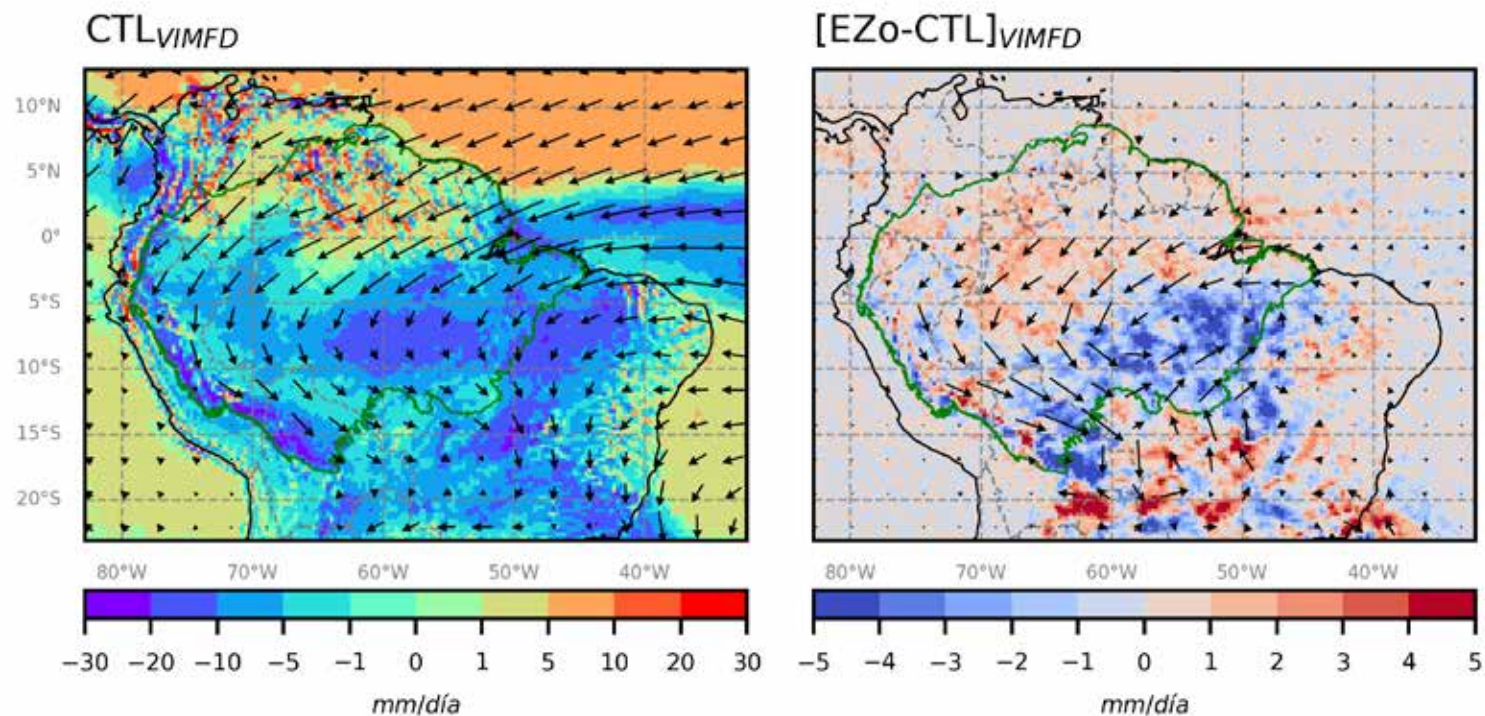 CTL_VIMFD
[EZo-CTL]_VIMFD
10°N
5°N
0°
5°S
10°S
15°S
20°S
80°W 70°W 60°W 50°W 40°W
80°W 70°W 60°W 50°W 40°W
−30 −20 −10 −5 −1 0 1 5 10 20 30
−5 −4 −3 −2 −1 0 1 2 3 4 5
mm/día
mm/día